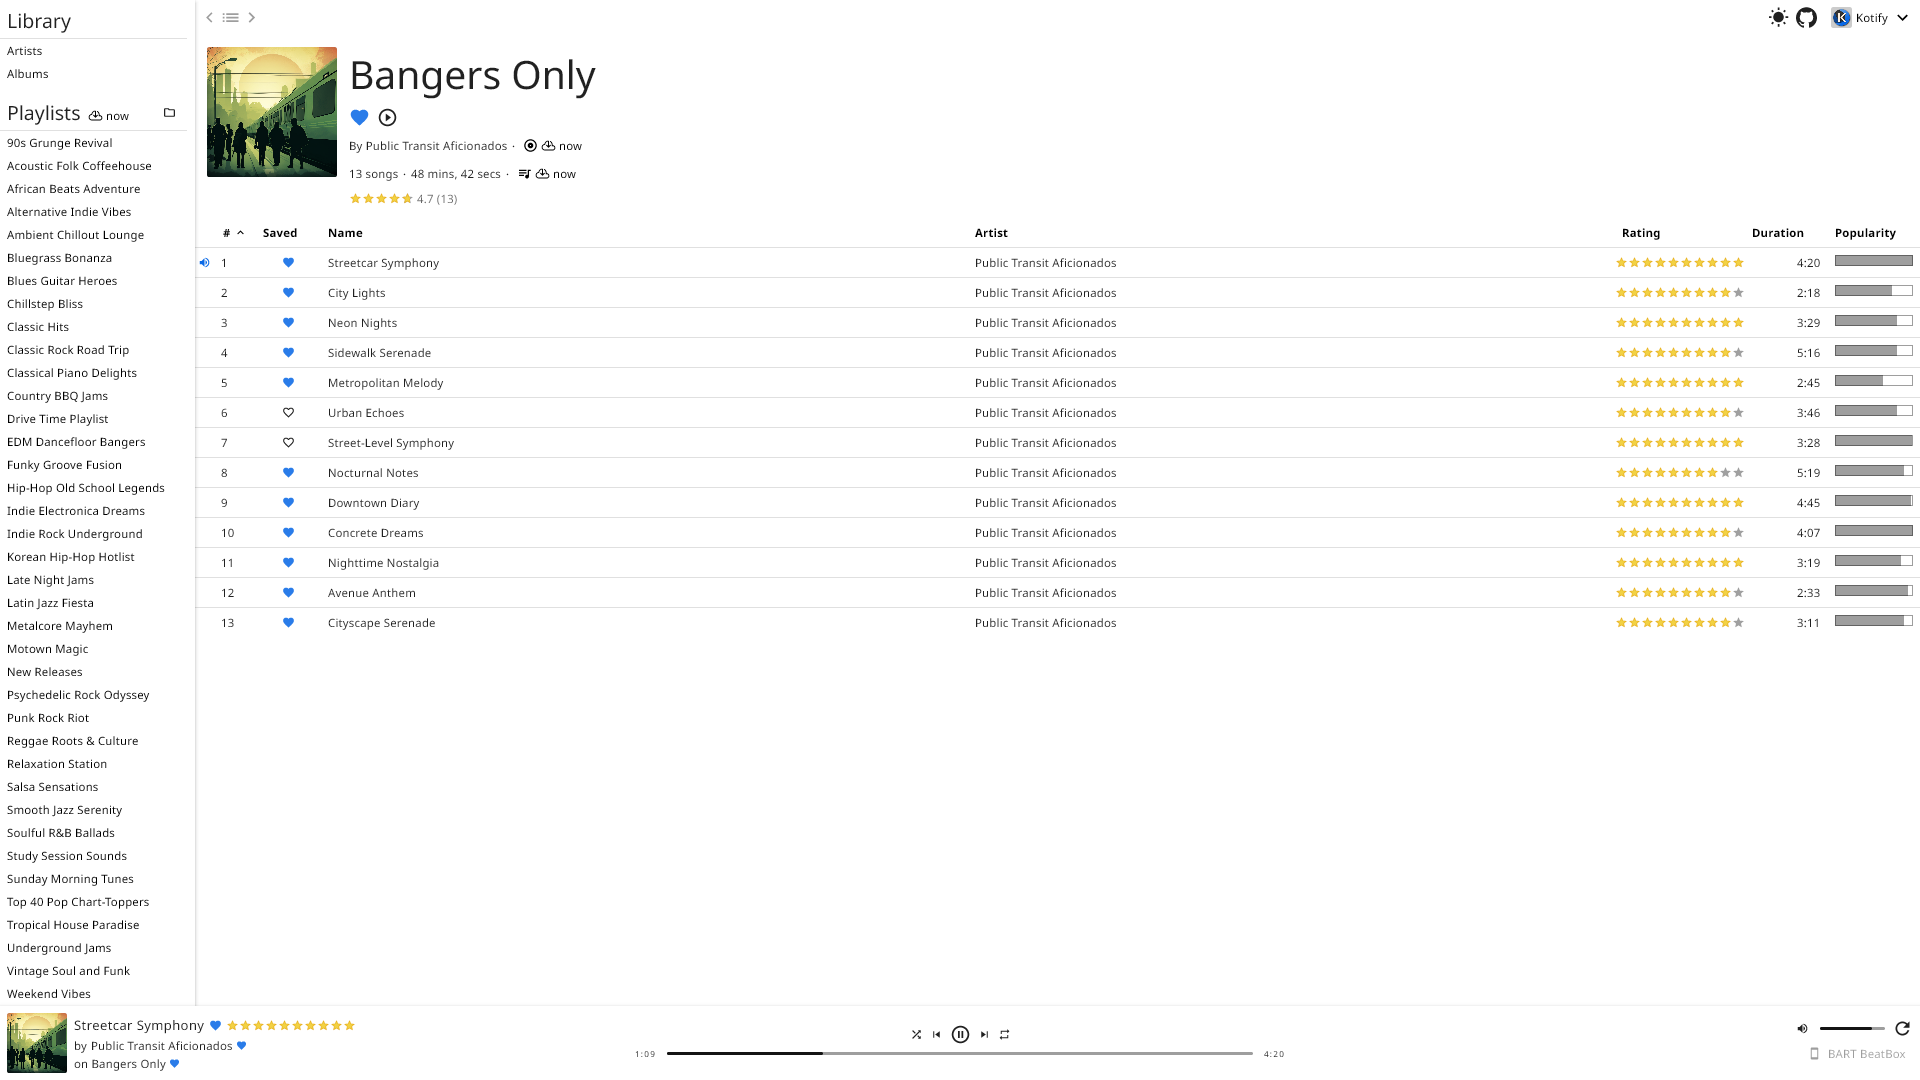 Library
Artists
Albums
Playlists now
90s Grunge Revival
Acoustic Folk Coffeehouse
African Beats Adventure
Alternative Indie Vibes
Ambient Chillout Lounge
Bluegrass Bonanza
Blues Guitar Heroes
Chillstep Bliss
Classic Hits
Classic Rock Road Trip
Classical Piano Delights
Country BBQ Jams
Drive Time Playlist
EDM Dancefloor Bangers
Funky Groove Fusion
Hip-Hop Old School Legends
Indie Electronica Dreams
Indie Rock Underground
Korean Hip-Hop Hotlist
Late Night Jams
Latin Jazz Fiesta
Metalcore Mayhem
Motown Magic
New Releases
Psychedelic Rock Odyssey
Punk Rock Riot
Reggae Roots & Culture
Relaxation Station
Salsa Sensations
Smooth Jazz Serenity
Soulful R&B Ballads
Study Session Sounds
Sunday Morning Tunes
Top 40 Pop Chart-Toppers
Tropical House Paradise
Underground Jams
Vintage Soul and Funk
Weekend Vibes
K Kotify
Bangers Only
By Public Transit Aficionados · now
13 songs · 48 mins, 42 secs · now
4.7 (13)
# Saved Name Artist Rating Duration Popularity
1 Streetcar Symphony Public Transit Aficionados 4:20
2 City Lights Public Transit Aficionados 2:18
3 Neon Nights Public Transit Aficionados 3:29
4 Sidewalk Serenade Public Transit Aficionados 5:16
5 Metropolitan Melody Public Transit Aficionados 2:45
6 Urban Echoes Public Transit Aficionados 3:46
7 Street-Level Symphony Public Transit Aficionados 3:28
8 Nocturnal Notes Public Transit Aficionados 5:19
9 Downtown Diary Public Transit Aficionados 4:45
10 Concrete Dreams Public Transit Aficionados 4:07
11 Nighttime Nostalgia Public Transit Aficionados 3:19
12 Avenue Anthem Public Transit Aficionados 2:33
13 Cityscape Serenade Public Transit Aficionados 3:11
Streetcar Symphony
by Public Transit Aficionados
on Bangers Only
1:09 4:20
BART BeatBox